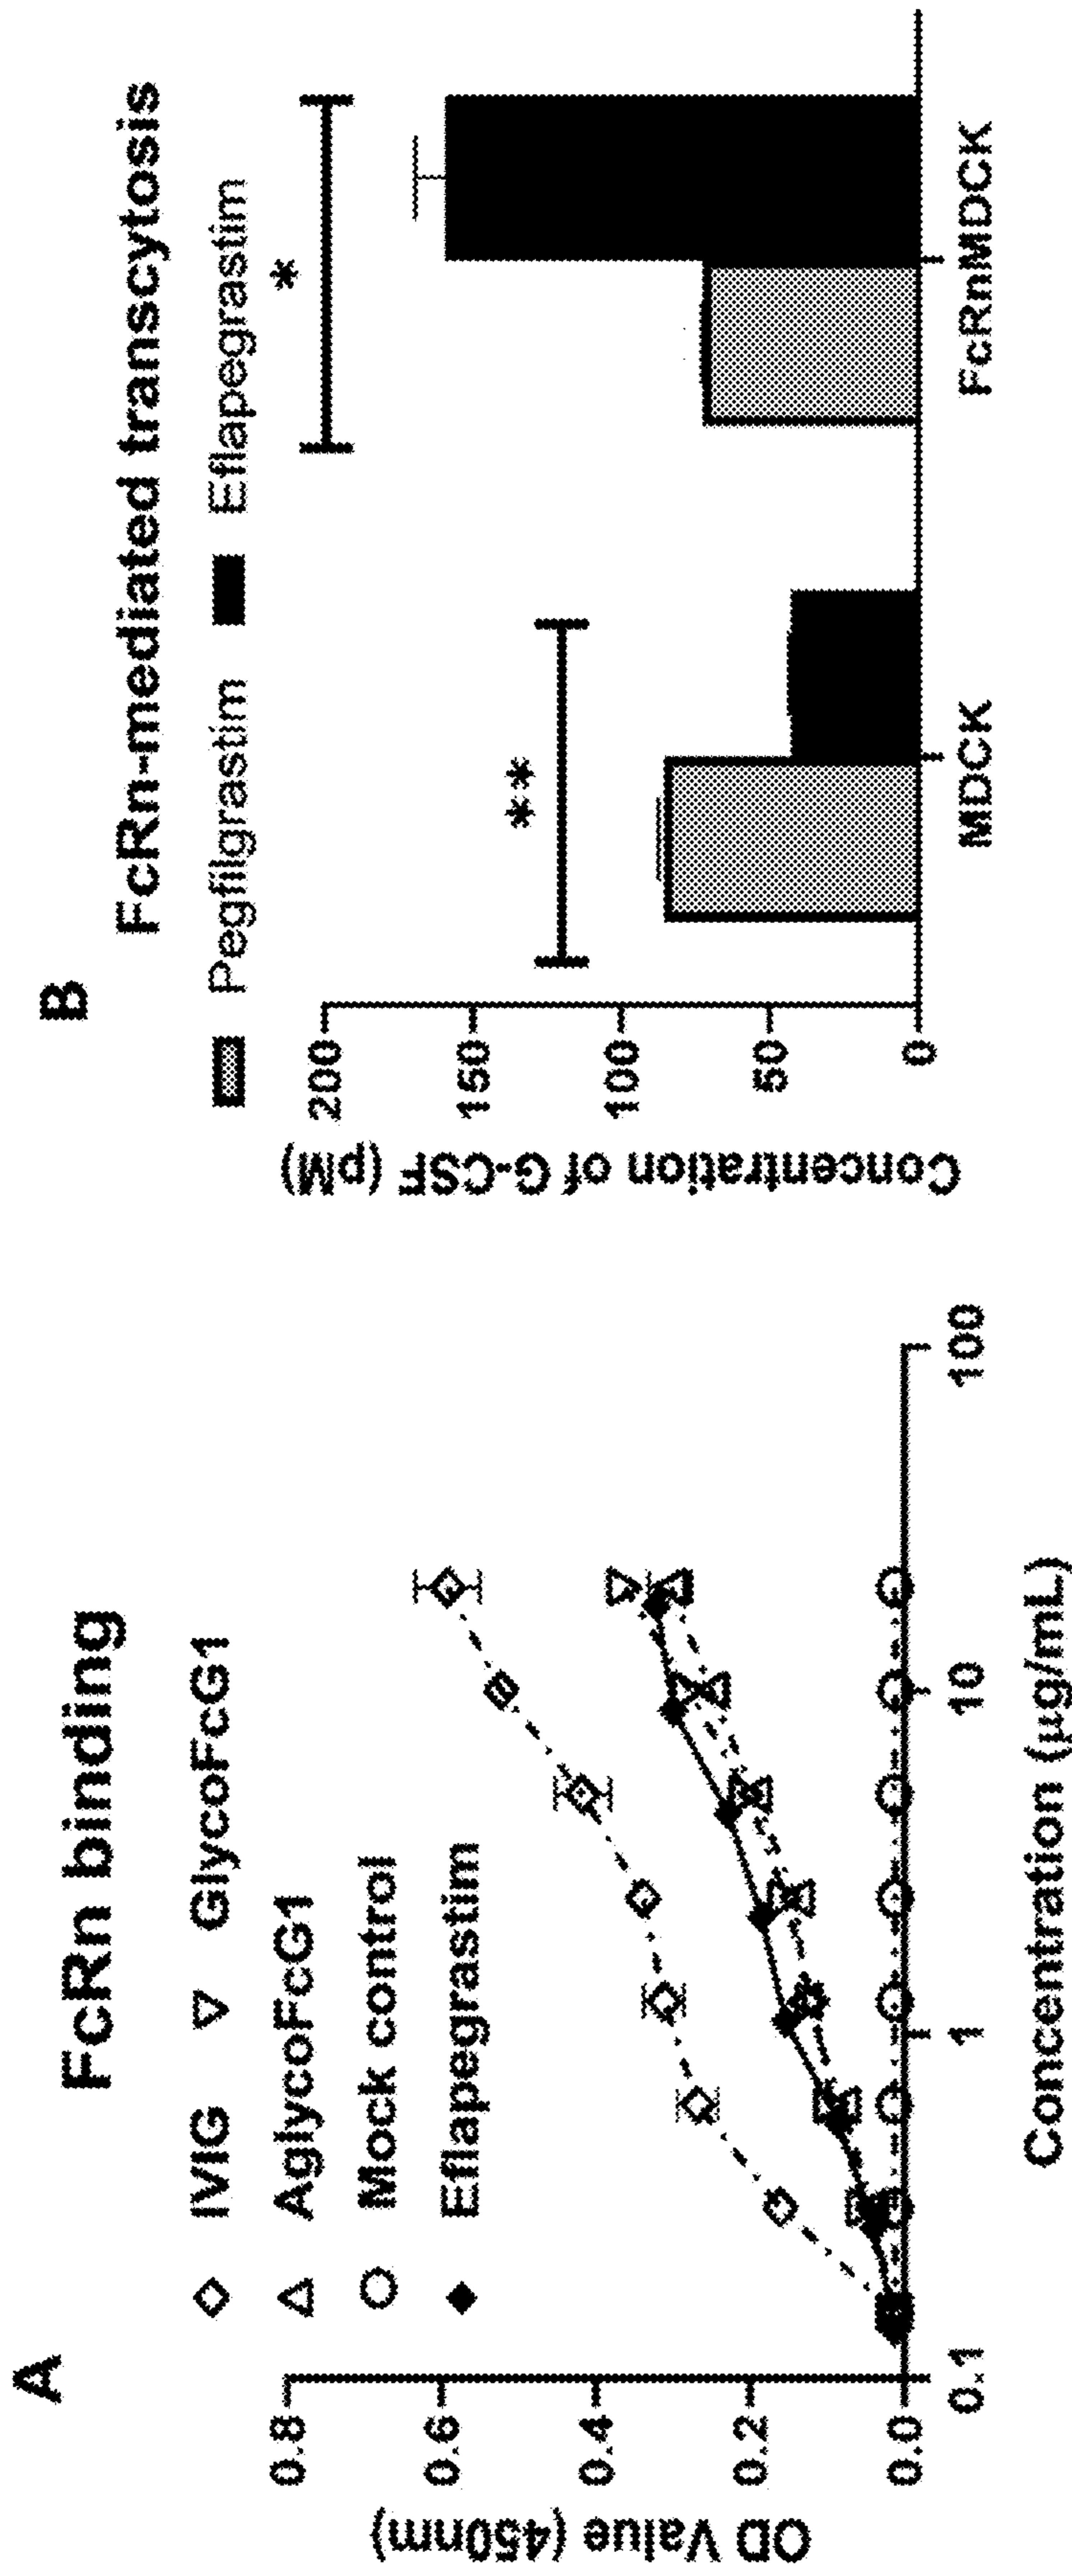 A
FcRn binding
IVIG
GlycoFcG1
AglycoFcG1
Mock control
Eflapegrastim
0.8
0.6
0.4
0.2
0.0
OD Value (450nm)
0.1
1
10
100
Concentration (µg/mL)
B
FcRn-mediated transcytosis
Pegfilgrastim
Eflapegrastim
*
**
200
150
100
50
0
Concentration of G-CSF (pM)
MDCK
FcRnMDCK